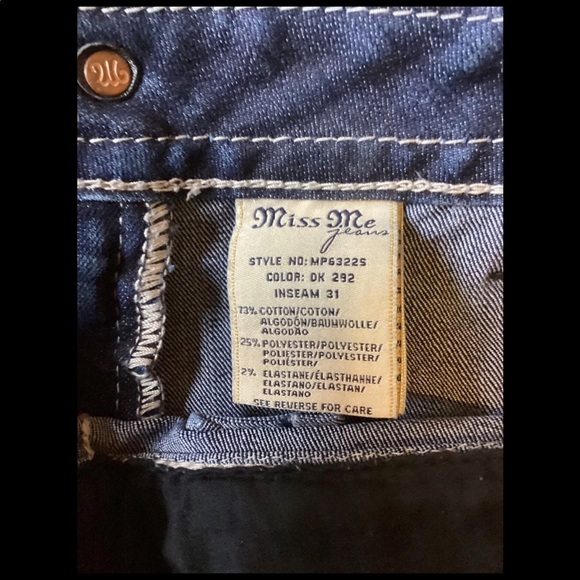 M
Miss Me
jeans
STYLE NO: MP6322S
COLOR: DK 292
INSEAM 31
73% COTTON/COTON/
ALGODÓN/BAUMWOLLE/
ALGODÃO
25% POLYESTER/POLYESTER/
POLIESTER/POLYESTER/
POLIÉSTER/
2% ELASTANE/ÉLASTHANNE/
ELASTANO/ELASTAN/
ELASTANO
SEE REVERSE FOR CARE